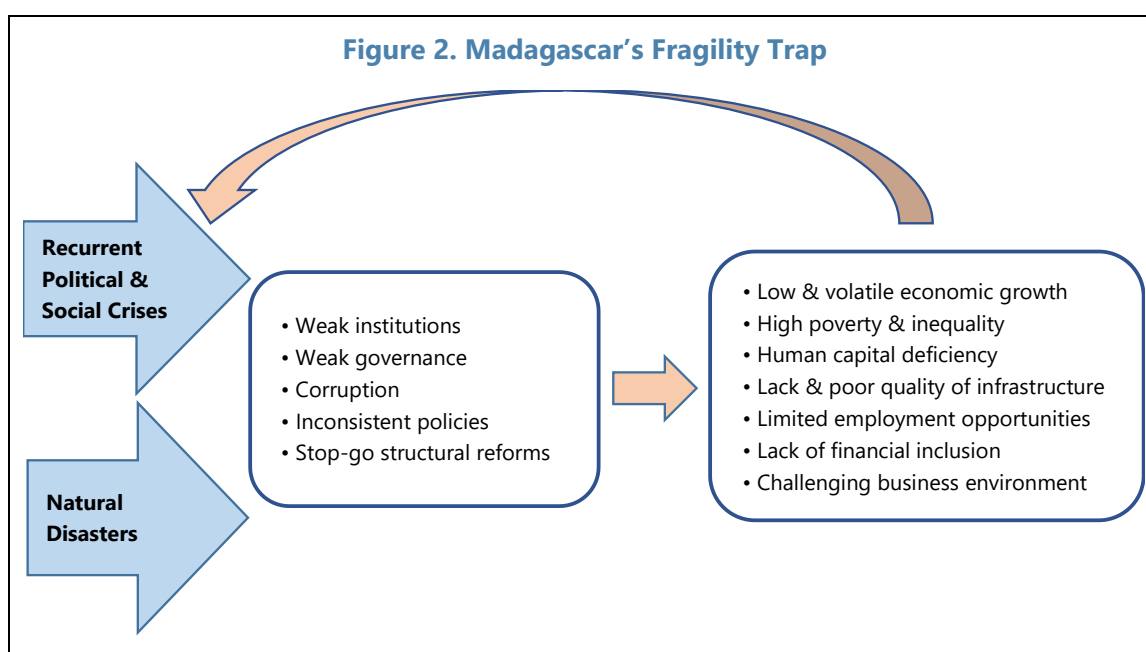 Figure 2. Madagascar’s Fragility Trap
Recurrent
Political &
Social Crises
Natural
Disasters
• Weak institutions
• Weak governance
• Corruption
• Inconsistent policies
• Stop-go structural reforms
• Low & volatile economic growth
• High poverty & inequality
• Human capital deficiency
• Lack & poor quality of infrastructure
• Limited employment opportunities
• Lack of financial inclusion
• Challenging business environment